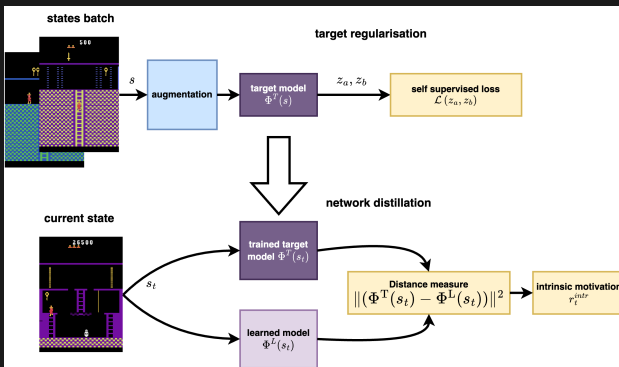 states batch
target regularisation
500
s
augmentation
target model
Φ^T(s)
z_a, z_b
self supervised loss
ℒ (z_a, z_b)
network distillation
current state
26500
s_t
trained target
model Φ^T(s_t)
Distance measure
‖(Φ^T(s_t) − Φ^L(s_t))‖²
intrinsic motivation
r_t^{intr}
learned model
Φ^L(s_t)